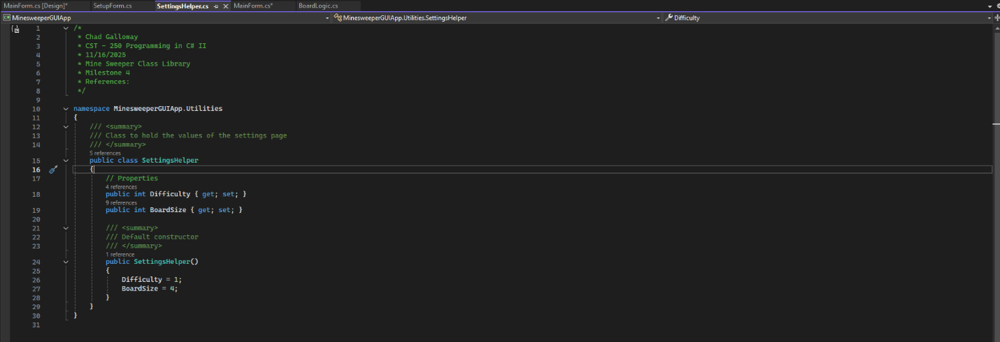 MainForm.cs [Design]* SetupForm.cs SettingsHelper.cs MainForm.cs* BoardLogic.cs
C# MinesweeperGUIApp MinesweeperGUIApp.Utilities.SettingsHelper Difficulty
1 /*
2 * Chad Galloway
3 * CST - 250 Programming in C# II
4 * 11/16/2025
5 * Mine Sweeper Class Library
6 * Milestone 4
7 * References:
8 */
9
10 namespace MinesweeperGUIApp.Utilities
11 {
12 /// <summary>
13 /// Class to hold the values of the settings page
14 /// </summary>
5 references
15 public class SettingsHelper
16 {
17 // Properties
4 references
18 public int Difficulty { get; set; }
9 references
19 public int BoardSize { get; set; }
20
21 /// <summary>
22 /// Default constructor
23 /// </summary>
1 reference
24 public SettingsHelper()
25 {
26 Difficulty = 1;
27 BoardSize = 4;
28 }
29 }
30 }
31